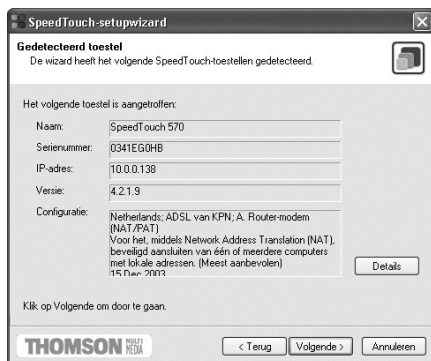 SpeedTouch-setupwizard
Gedetecteerd toestel
De wizard heeft het volgende SpeedTouch-toestellen gedetecteerd.
Het volgende toestel is aangetroffen:
Naam: SpeedTouch 570
Serienummer: 0341EG0HB
IP-adres: 10.0.0.138
Versie: 4.2.1.9
Configuratie: Netherlands; ADSL van KPN; A. Router-modem
(NAT/PAT)
Voor het, middels Network Address Translation (NAT),
beveiligd aansluiten van één of meerdere computers
met lokale adressen. (Meest aanbevolen)
15 Dec 2003
Details
Klik op Volgende om door te gaan.
THOMSON MULTI MEDIA
< Terug Volgende > Annuleren